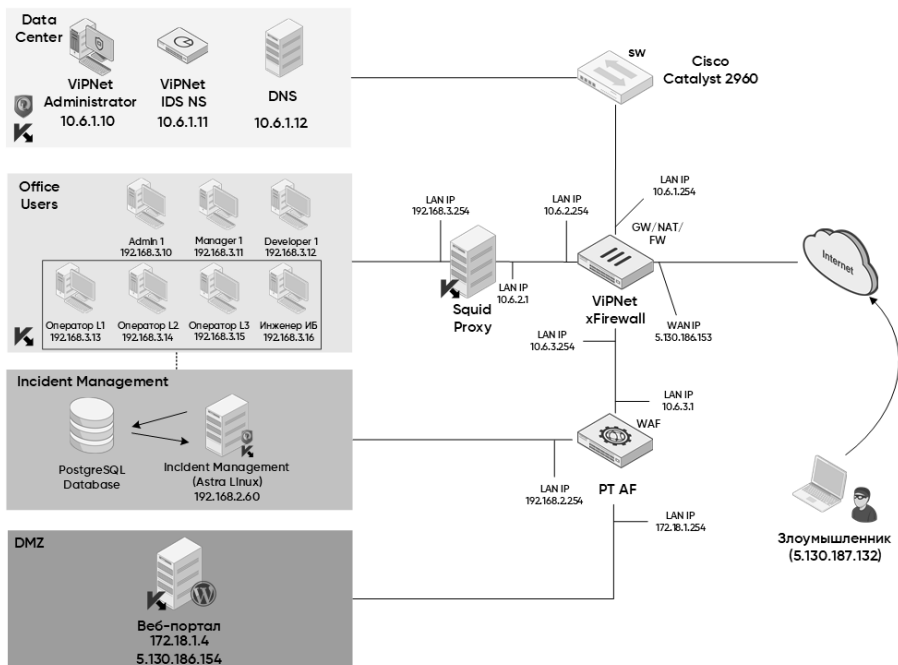 Data
Center
ViPNet
Administrator
10.6.1.10
ViPNet
IDS NS
10.6.1.11
DNS
10.6.1.12
sw
Cisco
Catalyst 2960
LAN IP
10.6.1.254
Office
Users
Admin 1
192.168.3.10
Manager 1
192.168.3.11
Developer 1
192.168.3.12
Оператор L1
192.168.3.13
Оператор L2
192.168.3.14
Оператор L3
192.168.3.15
Инженер ИБ
192.168.3.16
LAN IP
192.168.3.254
Squid
Proxy
LAN IP
10.6.2.1
LAN IP
10.6.2.254
GW/NAT/
FW
ViPNet
xFirewall
WAN IP
5.130.186.153
Internet
LAN IP
10.6.3.254
LAN IP
10.6.3.1
Incident Management
PostgreSQL
Database
Incident Management
(Astra Linux)
192.168.2.60
WAF
PT AF
LAN IP
192.168.2.254
LAN IP
172.18.1.254
Злоумышленник
(5.130.187.132)
DMZ
Веб-портал
172.18.1.4
5.130.186.154